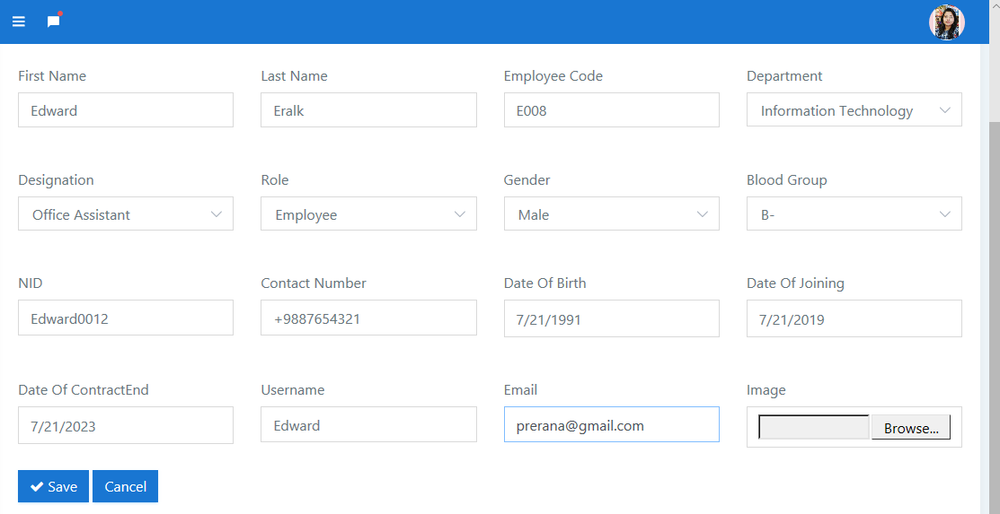 First Name Last Name Employee Code Department
Edward Eralk E008 Information Technology
Designation Role Gender Blood Group
Office Assistant Employee Male B-
NID Contact Number Date Of Birth Date Of Joining
Edward0012 +9887654321 7/21/1991 7/21/2019
Date Of ContractEnd Username Email Image
7/21/2023 Edward prerana@gmail.com Browse...
Save Cancel